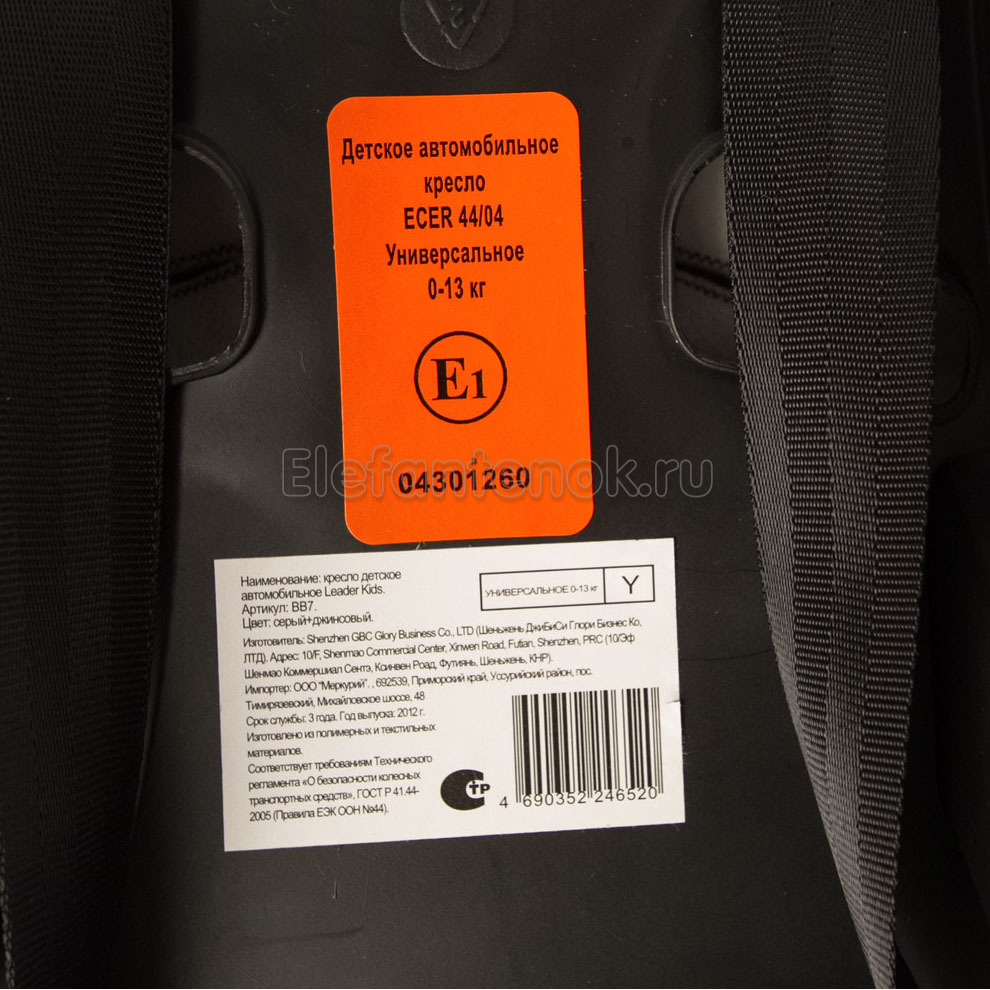 Детское автомобильное
кресло
ECER 44/04
Универсальное
0-13 кг
E1
04301260
Elefantenok.ru
Наименование: кресло детское
автомобильное Leader Kids.
Артикул: BB7.
Цвет: серый+джинсовый.
УНИВЕРСАЛЬНОЕ 0-13 кг Y
Изготовитель: Shenzhen GBC Glory Business Co., LTD (Шеньжень ДжиБиСи Глори Бизнес Ко,
ЛТД). Адрес: 10/F, Shenmao Commercial Center, Xinwen Road, Futian, Shenzhen, PRC (10/Эф
Шенмао Коммершиал Сентэ, Ксинвен Роад, Футиянь, Шеньжень, КНР).
Импортер: ООО "Меркурий". , 692539, Приморский край, Уссурийский район, пос.
Тимирязевский, Михайловское шоссе, 48
Срок службы: 3 года. Год выпуска: 2012 г.
Изготовлено из полимерных и текстильных
материалов.
Соответствует требованиям Технического
регламента «О безопасности колесных
транспортных средств», ГОСТ Р 41.44-
2005 (Правила ЕЭК ООН №44).
СТР
4 690352 246520